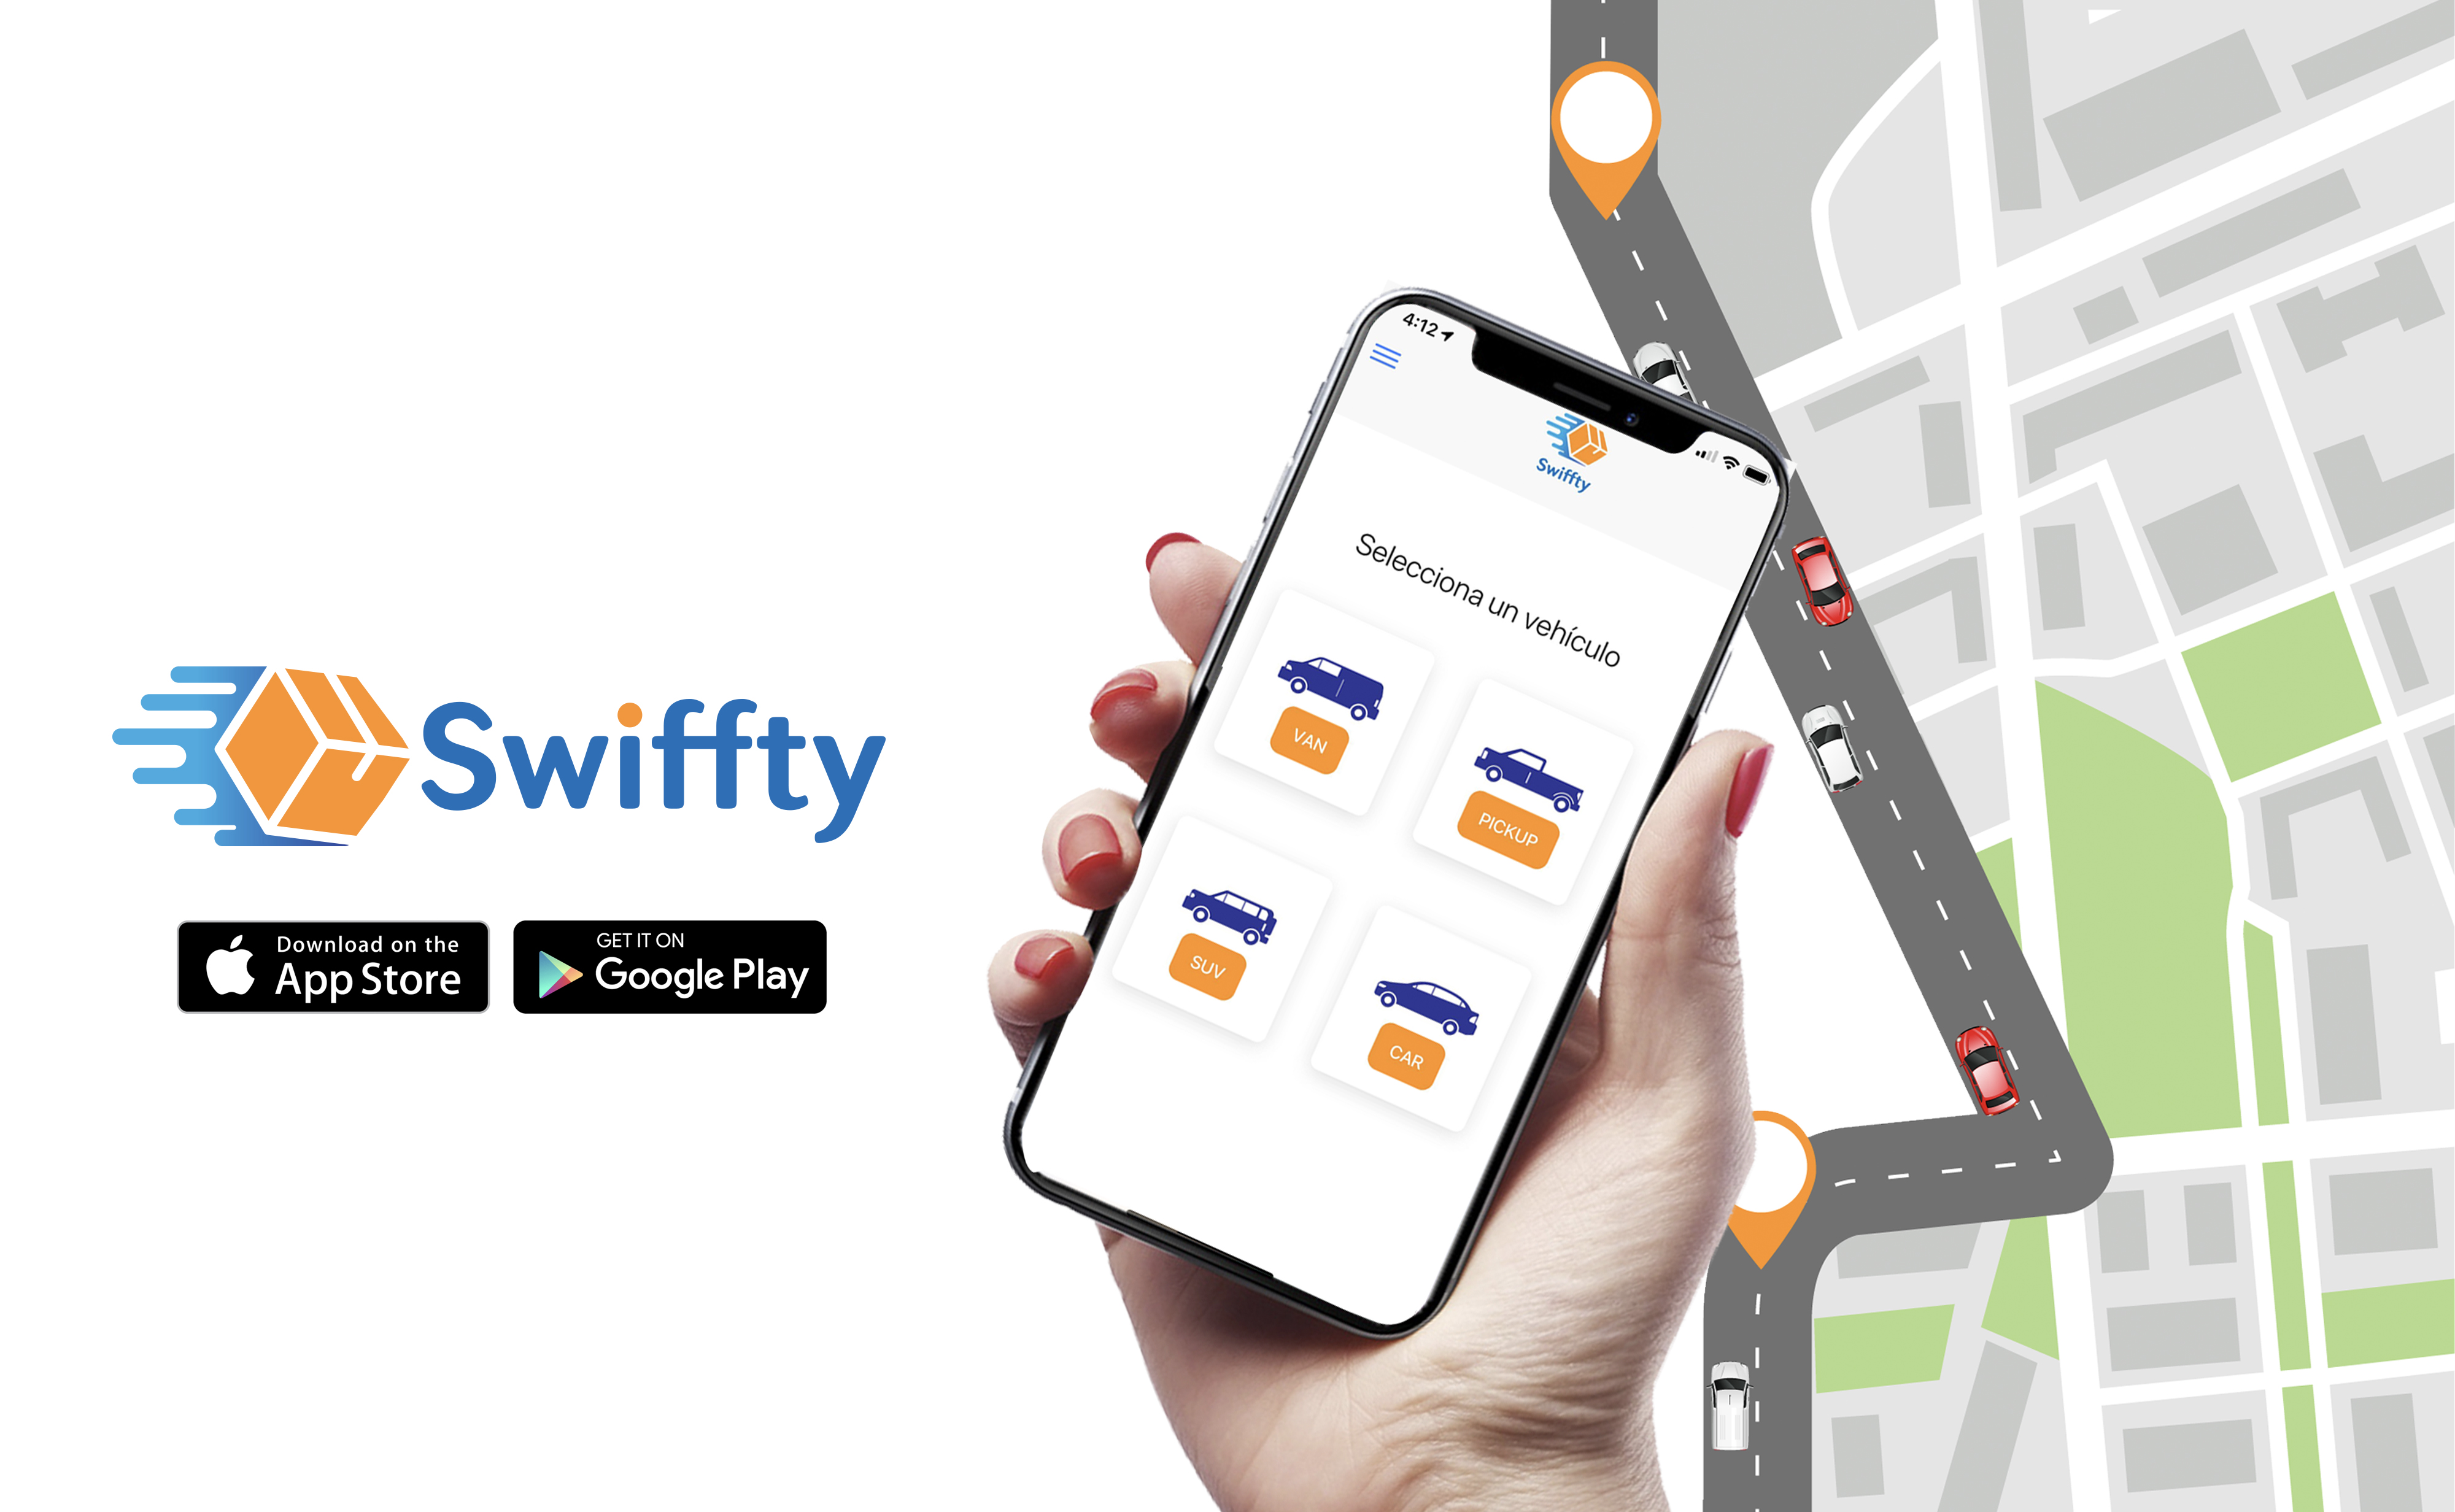 Swiffty
Download on the
App Store
GET IT ON
Google Play
4:12
Swiffty
Selecciona un vehículo
VAN
PICKUP
SUV
CAR